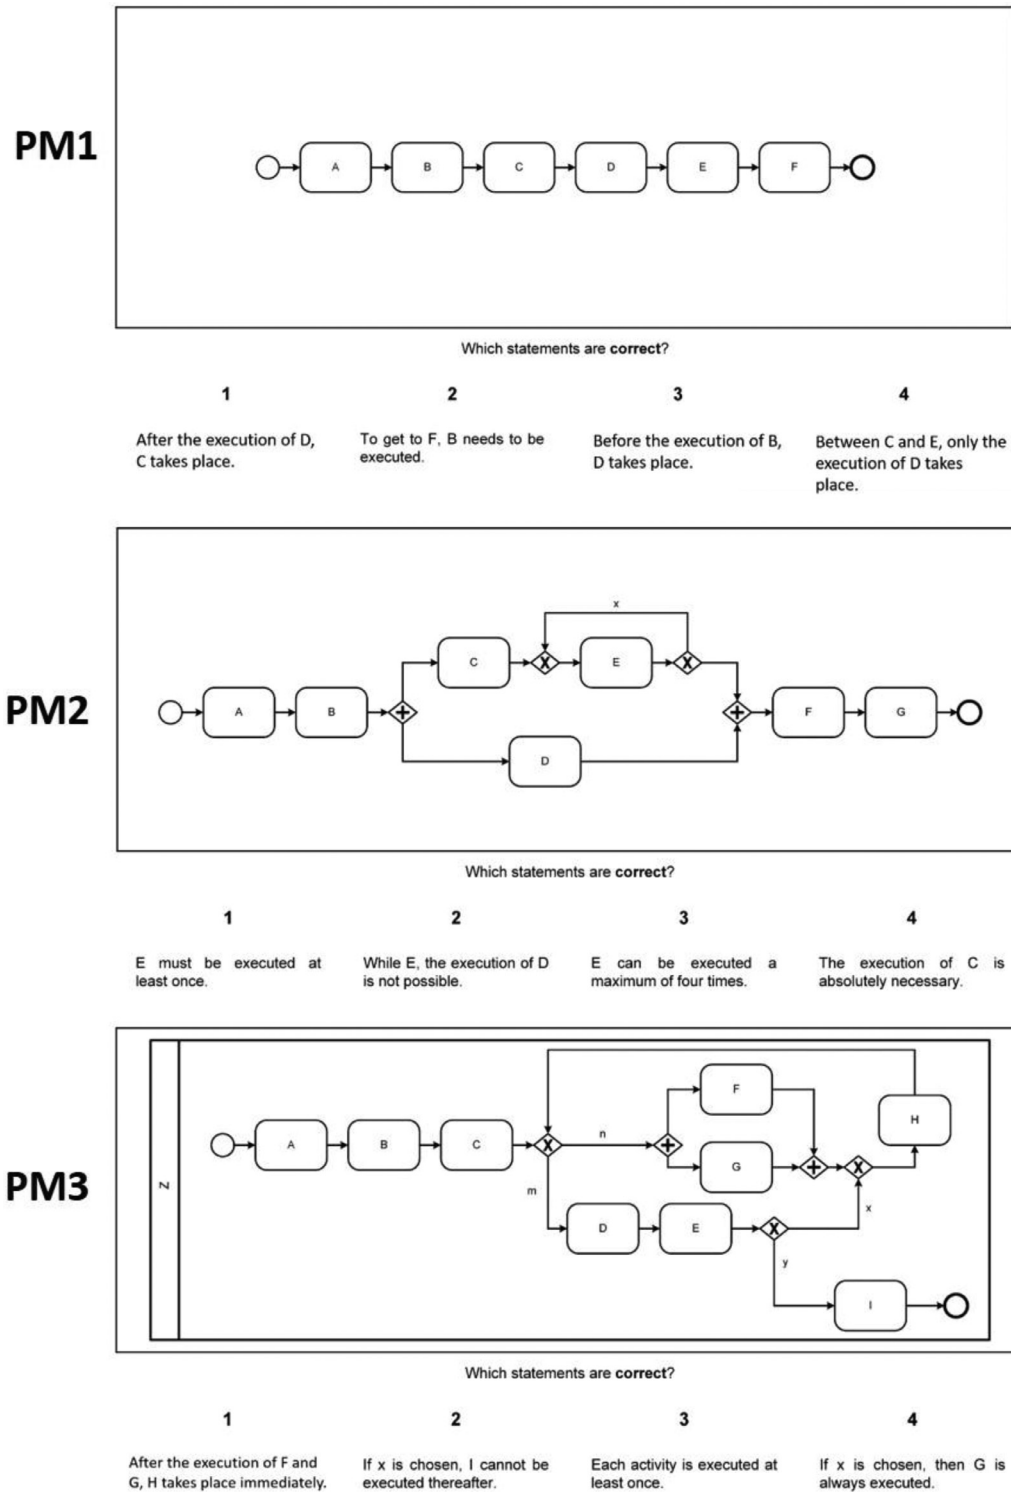 PM1
A B C D E F
Which statements are correct?
1 2 3 4
After the execution of D, To get to F, B needs to be Before the execution of B, Between C and E, only the
C takes place. executed. D takes place. execution of D takes
place.
PM2
x
C X E X
A B + + F G
D
Which statements are correct?
1 2 3 4
E must be executed at While E, the execution of D E can be executed a The execution of C is
least once. is not possible. maximum of four times. absolutely necessary.
PM3
Z
F
H
A B C X n +
G + X
m
D E X x
y
I
Which statements are correct?
1 2 3 4
After the execution of F and If x is chosen, I cannot be Each activity is executed at If x is chosen, then G is
G, H takes place immediately. executed thereafter. least once. always executed.